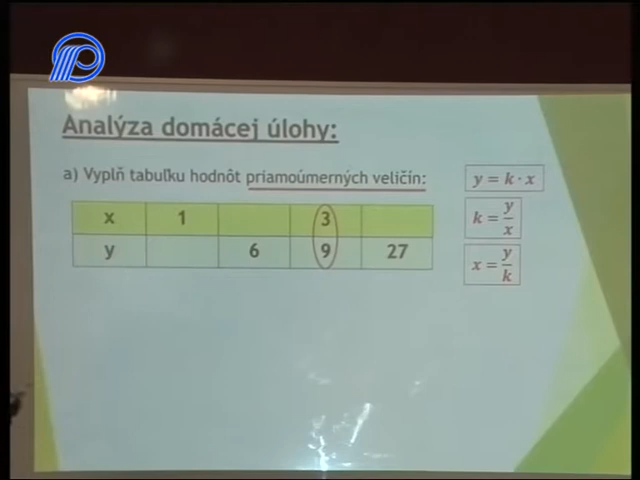 Analýza domácej úlohy:
a) Vyplň tabuľku hodnôt priamoúmerných veličín:
y = k · x
k = y/x
x = y/k
x 1 3
y 6 9 27